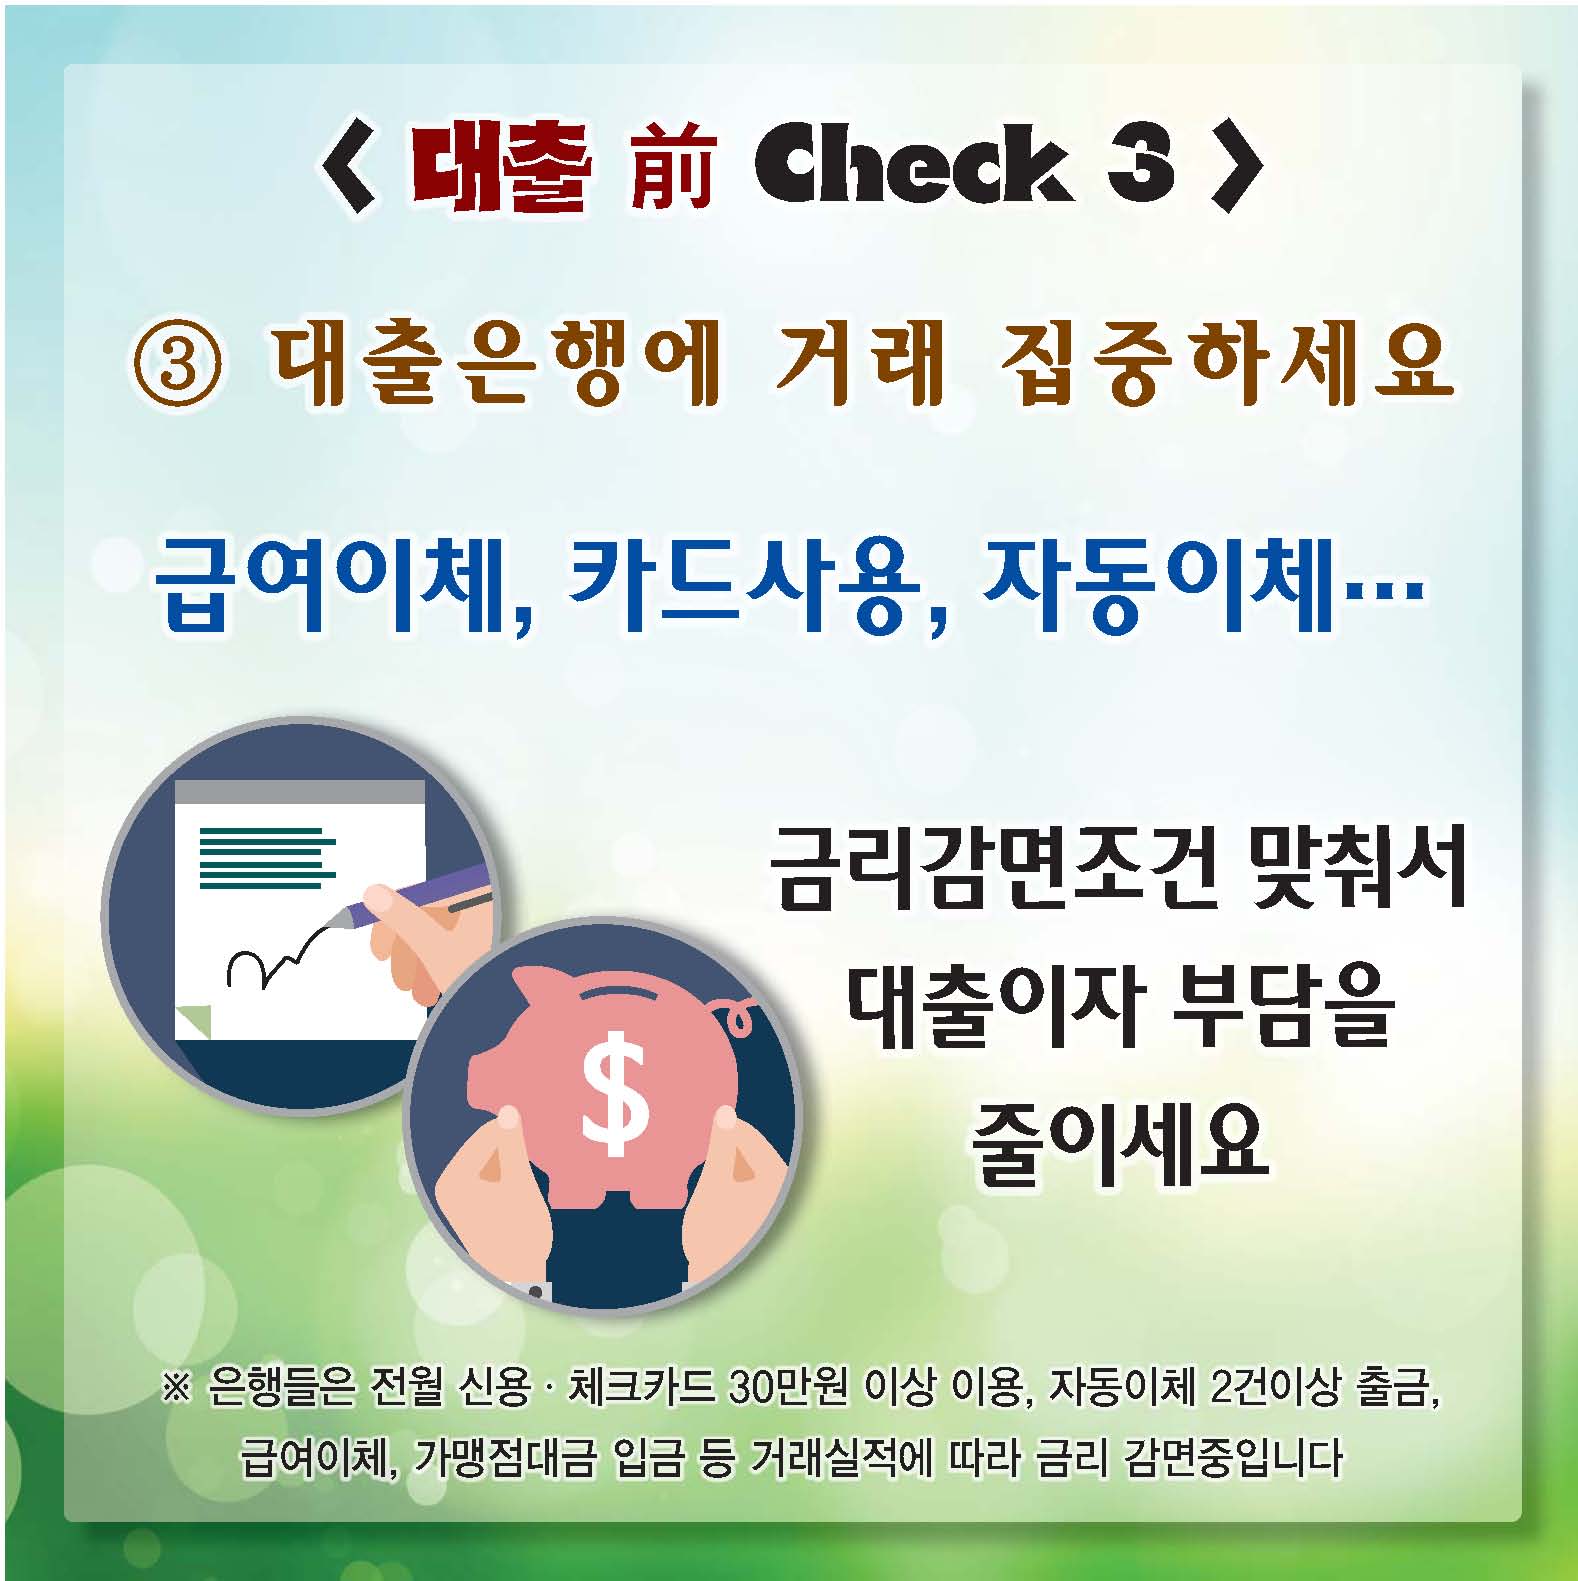 < 대출 前 Check 3 >
③ 대출은행에 거래 집중하세요
급여이체, 카드사용, 자동이체…
금리감면조건 맞춰서
대출이자 부담을
줄이세요
$
※ 은행들은 전월 신용 · 체크카드 30만원 이상 이용, 자동이체 2건이상 출금,
급여이체, 가맹점대금 입금 등 거래실적에 따라 금리 감면중입니다